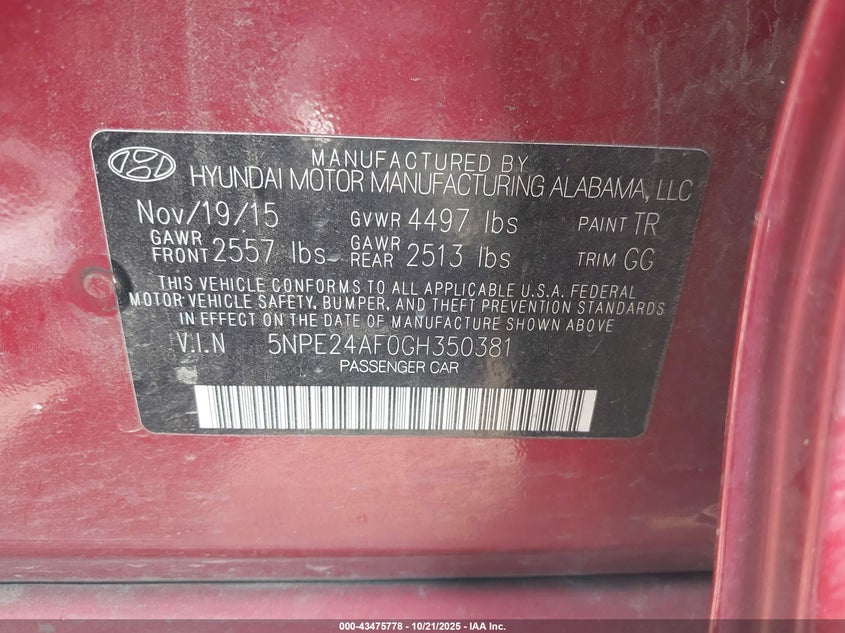 MANUFACTURED BY
HYUNDAI MOTOR MANUFACTURING ALABAMA, LLC
Nov/19/15 GVWR 4497 lbs PAINT TR
GAWR FRONT 2557 lbs GAWR REAR 2513 lbs TRIM GG
THIS VEHICLE CONFORMS TO ALL APPLICABLE U.S.A. FEDERAL
MOTOR VEHICLE SAFETY, BUMPER, AND THEFT PREVENTION STANDARDS
IN EFFECT ON THE DATE OF MANUFACTURE SHOWN ABOVE.
V.I.N 5NPE24AF0GH350381
PASSENGER CAR
000-43475778 - 10/21/2025 - IAA Inc.